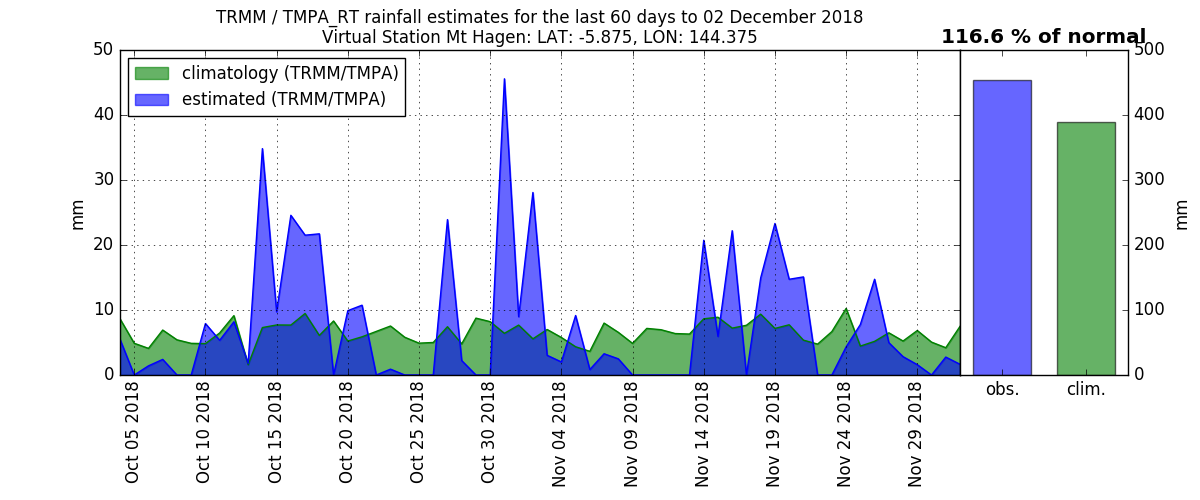 TRMM / TMPA_RT rainfall estimates for the last 60 days to 02 December 2018
Virtual Station Mt Hagen: LAT: -5.875, LON: 144.375
116.6 % of normal
climatology (TRMM/TMPA)
estimated (TRMM/TMPA)
50
40
30
20
10
0
mm
Oct 05 2018
Oct 10 2018
Oct 15 2018
Oct 20 2018
Oct 25 2018
Oct 30 2018
Nov 04 2018
Nov 09 2018
Nov 14 2018
Nov 19 2018
Nov 24 2018
Nov 29 2018
obs.
clim.
500
400
300
200
100
0
mm